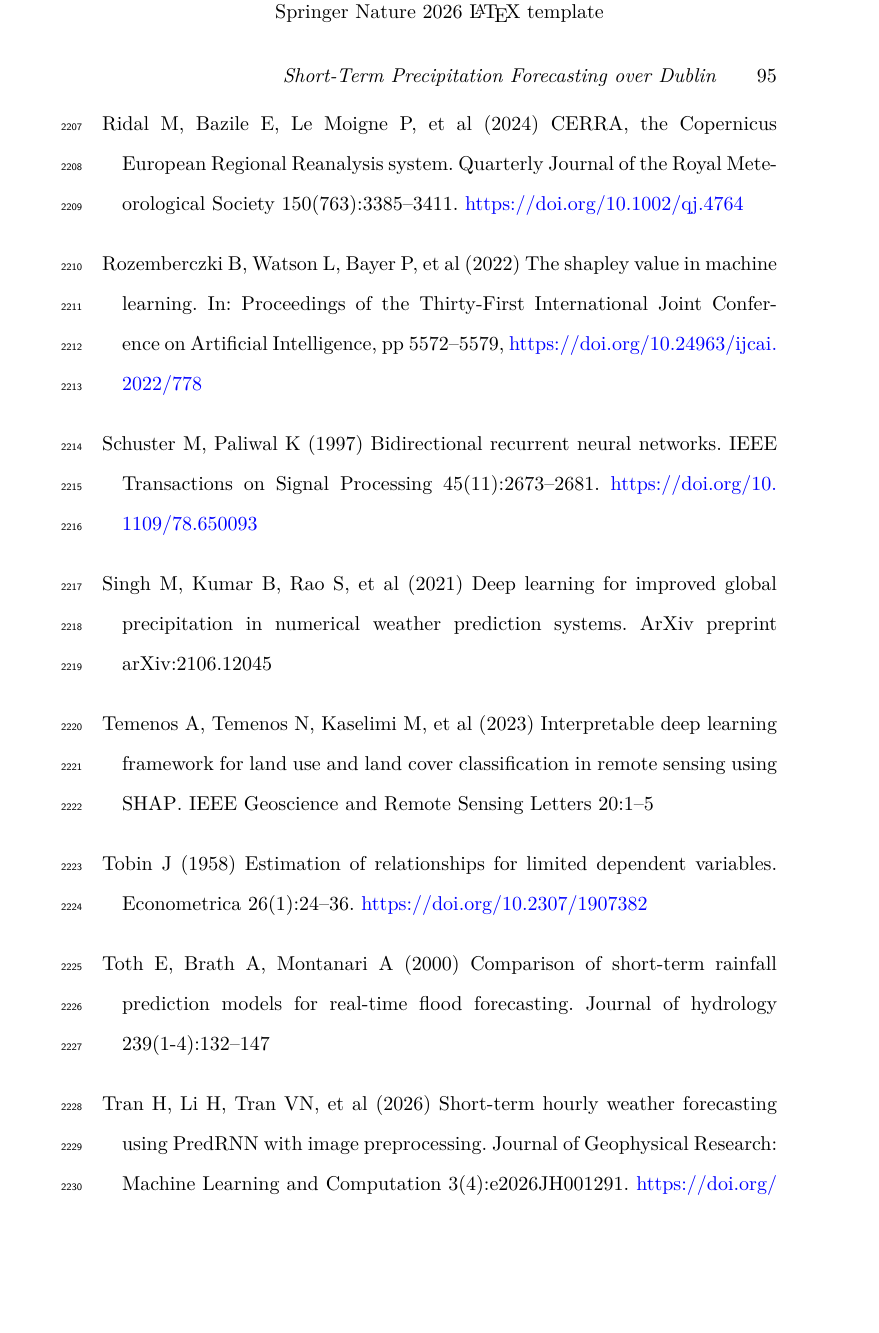 Springer Nature 2026 LATEX template
Short-Term Precipitation Forecasting over Dublin 95
2207 Ridal M, Bazile E, Le Moigne P, et al (2024) CERRA, the Copernicus
2208 European Regional Reanalysis system. Quarterly Journal of the Royal Mete-
2209 orological Society 150(763):3385–3411. https://doi.org/10.1002/qj.4764
2210 Rozemberczki B, Watson L, Bayer P, et al (2022) The shapley value in machine
2211 learning. In: Proceedings of the Thirty-First International Joint Confer-
2212 ence on Artificial Intelligence, pp 5572–5579, https://doi.org/10.24963/ijcai.
2213 2022/778
2214 Schuster M, Paliwal K (1997) Bidirectional recurrent neural networks. IEEE
2215 Transactions on Signal Processing 45(11):2673–2681. https://doi.org/10.
2216 1109/78.650093
2217 Singh M, Kumar B, Rao S, et al (2021) Deep learning for improved global
2218 precipitation in numerical weather prediction systems. ArXiv preprint
2219 arXiv:2106.12045
2220 Temenos A, Temenos N, Kaselimi M, et al (2023) Interpretable deep learning
2221 framework for land use and land cover classification in remote sensing using
2222 SHAP. IEEE Geoscience and Remote Sensing Letters 20:1–5
2223 Tobin J (1958) Estimation of relationships for limited dependent variables.
2224 Econometrica 26(1):24–36. https://doi.org/10.2307/1907382
2225 Toth E, Brath A, Montanari A (2000) Comparison of short-term rainfall
2226 prediction models for real-time flood forecasting. Journal of hydrology
2227 239(1-4):132–147
2228 Tran H, Li H, Tran VN, et al (2026) Short-term hourly weather forecasting
2229 using PredRNN with image preprocessing. Journal of Geophysical Research:
2230 Machine Learning and Computation 3(4):e2026JH001291. https://doi.org/